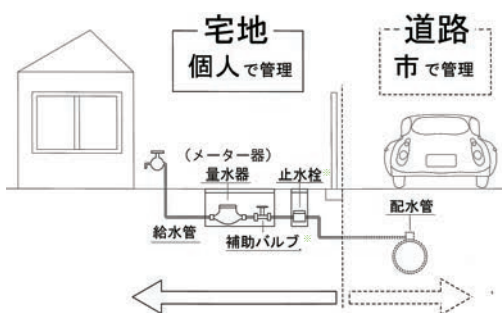 宅地
個人で管理
道路
市で管理
(メーター器)
量水器
止水栓※
給水管
補助バルブ※
配水管